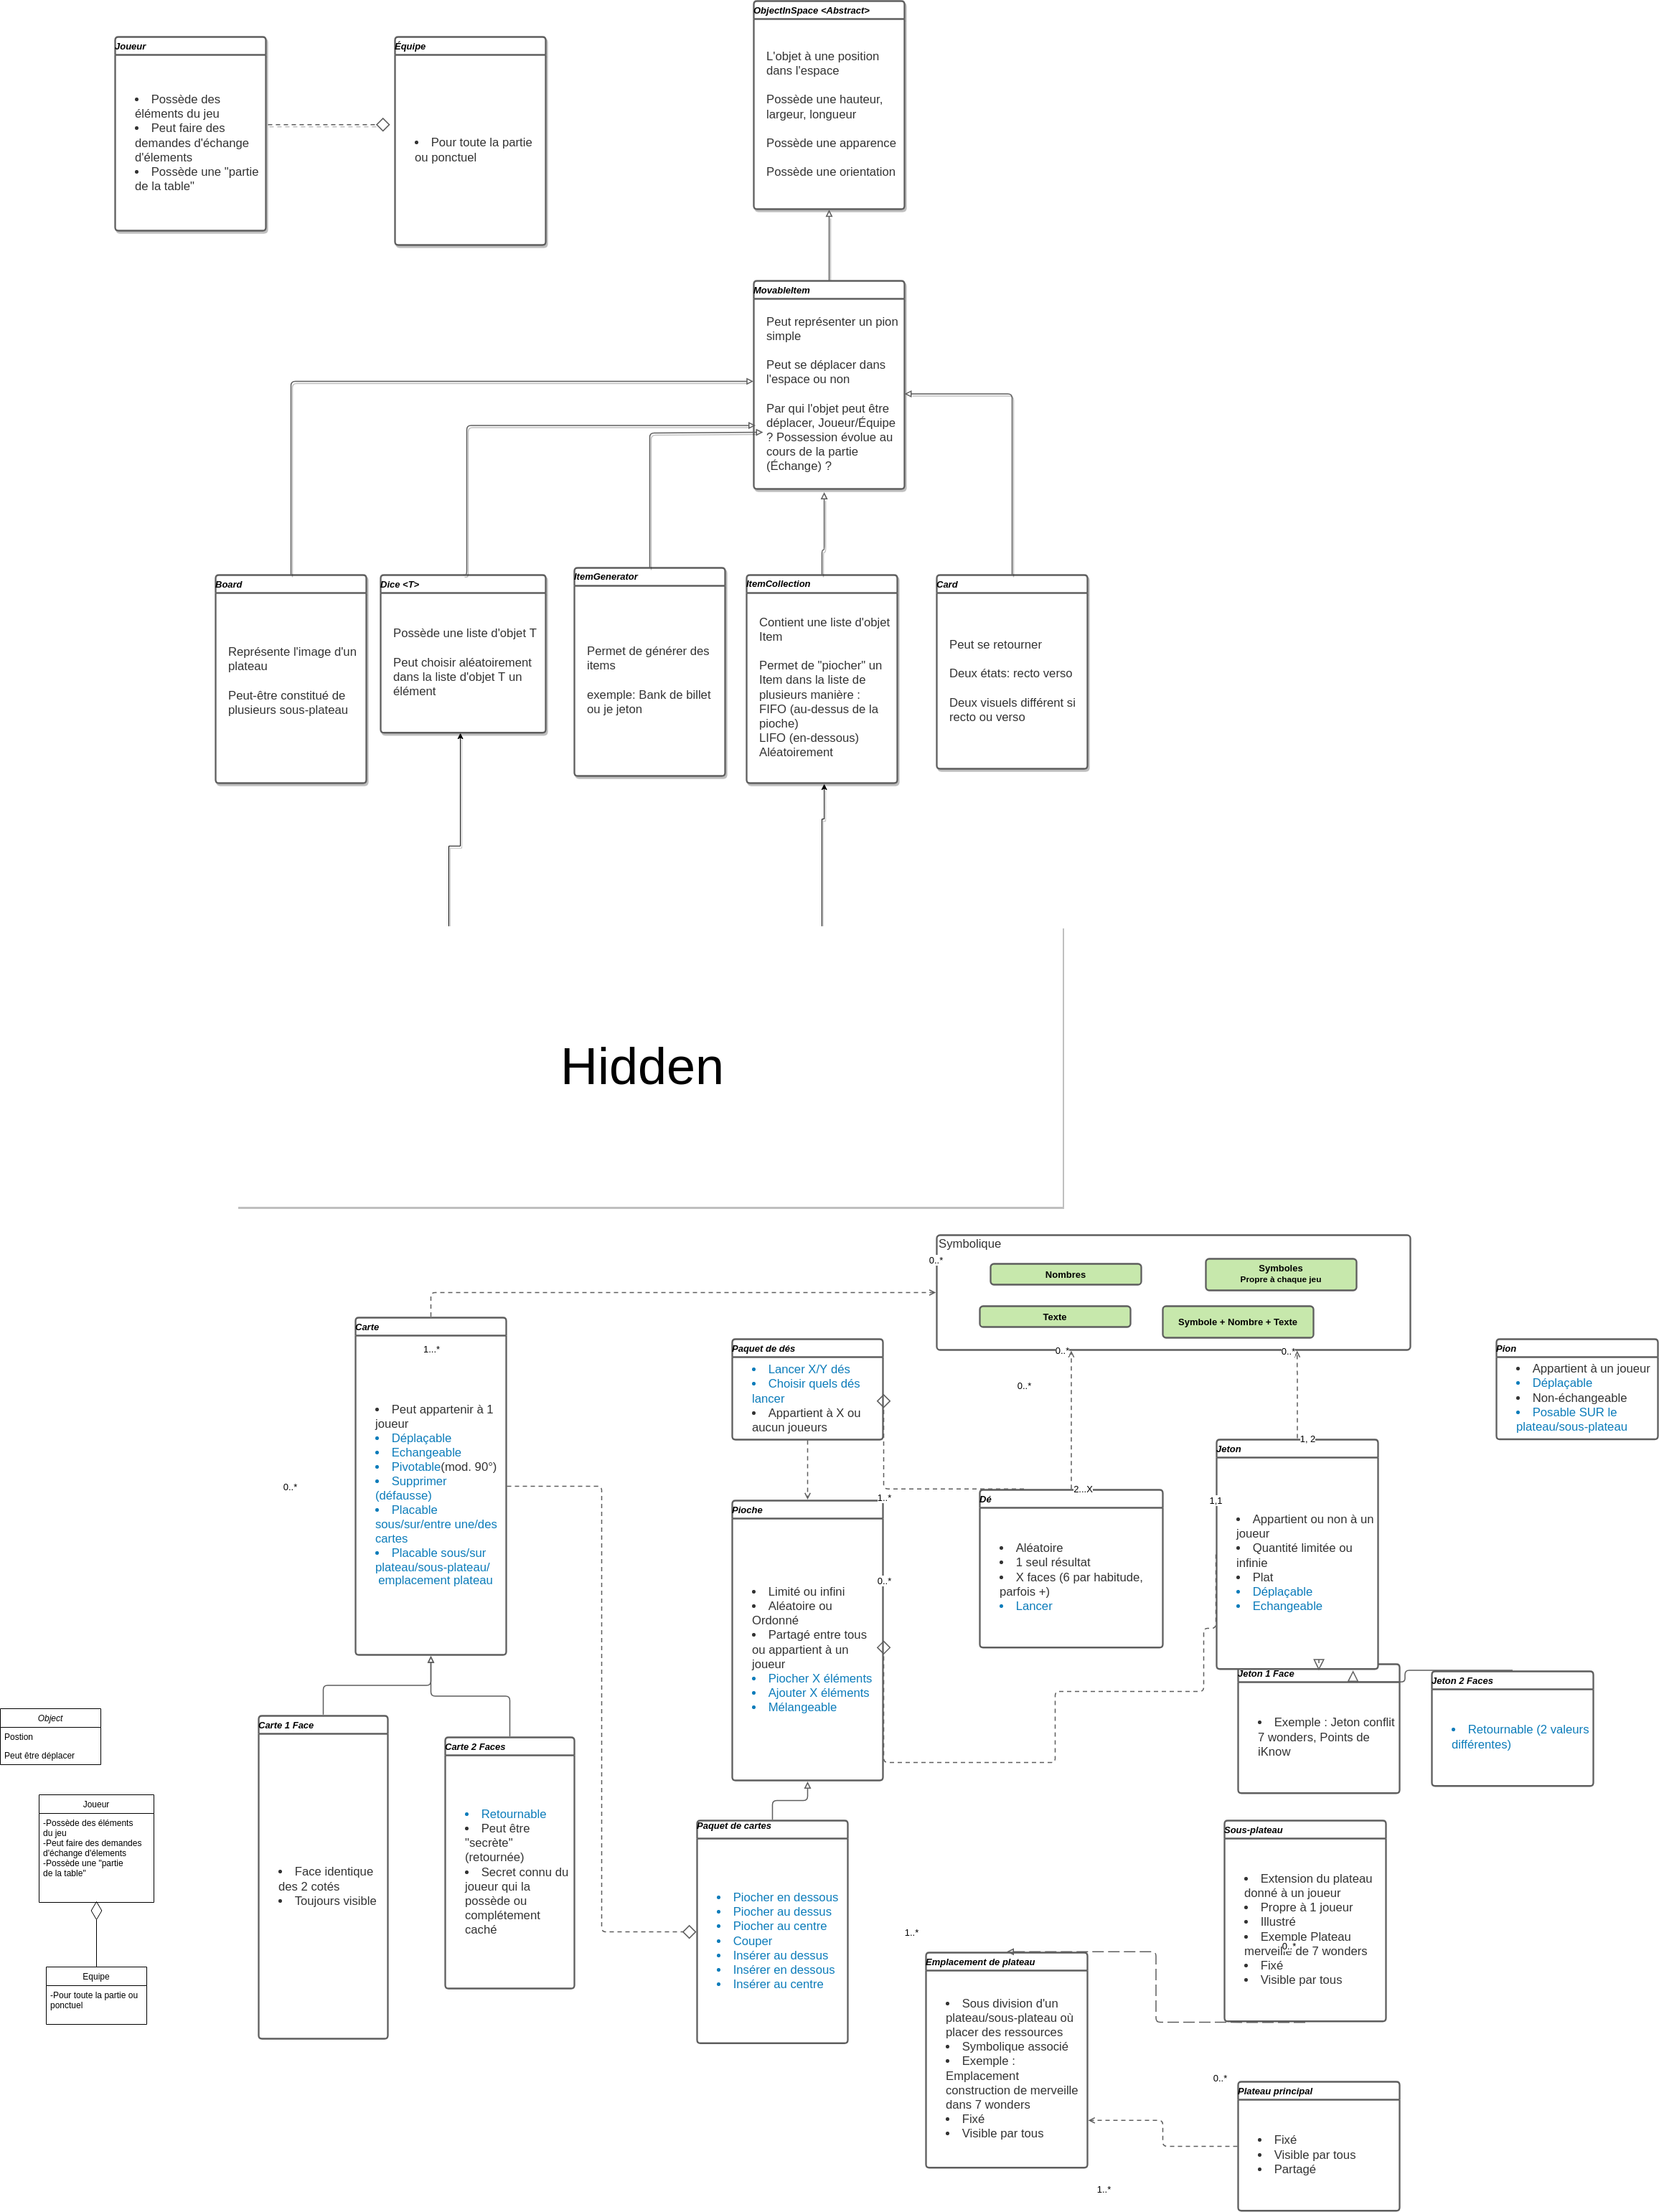 ObjectInSpace <Abstract>
L'objet à une position
dans l'espace
Possède une hauteur,
largeur, longueur
Possède une apparence
Possède une orientation
Joueur
• Possède des
éléments du jeu
• Peut faire des
demandes d'échange
d'élements
• Possède une "partie
de la table"
Équipe
• Pour toute la partie
ou ponctuel
MovableItem
Peut représenter un pion
simple
Peut se déplacer dans
l'espace ou non
Par qui l'objet peut être
déplacer, Joueur/Équipe
? Possession évolue au
cours de la partie
(Échange) ?
Board
Représente l'image d'un
plateau
Peut-être constitué de
plusieurs sous-plateau
Dice <T>
Possède une liste d'objet T
Peut choisir aléatoirement
dans la liste d'objet T un
élément
ItemGenerator
Permet de générer des
items
exemple: Bank de billet
ou je jeton
ItemCollection
Contient une liste d'objet
Item
Permet de "piocher" un
Item dans la liste de
plusieurs manière :
FIFO (au-dessus de la
pioche)
LIFO (en-dessous)
Aléatoirement
Card
Peut se retourner
Deux états: recto verso
Deux visuels différent si
recto ou verso
Hidden
Symbolique
0..*
Nombres
Symboles
Propre à chaque jeu
Texte
Symbole + Nombre + Texte
0..*
0..*
0..*
Carte
1...*
• Peut appartenir à 1
joueur
• Déplaçable
• Echangeable
• Pivotable(mod. 90°)
• Supprimer
(défausse)
• Placable
sous/sur/entre une/des
cartes
• Placable sous/sur
plateau/sous-plateau/
emplacement plateau
0..*
Paquet de dés
• Lancer X/Y dés
• Choisir quels dés
lancer
• Appartient à X ou
aucun joueurs
Pion
• Appartient à un joueur
• Déplaçable
• Non-échangeable
• Posable SUR le
plateau/sous-plateau
Pioche
1..*
• Limité ou infini
• Aléatoire ou
Ordonné
• Partagé entre tous
ou appartient à un
joueur
• Piocher X éléments
• Ajouter X éléments
• Mélangeable
0..*
Dé
2...X
• Aléatoire
• 1 seul résultat
• X faces (6 par habitude,
parfois +)
• Lancer
Jeton
1, 2
1,1
• Appartient ou non à un
joueur
• Quantité limitée ou
infinie
• Plat
• Déplaçable
• Echangeable
Jeton 1 Face
• Exemple : Jeton conflit
7 wonders, Points de
iKnow
Jeton 2 Faces
• Retournable (2 valeurs
différentes)
Object
Postion
Peut être déplacer
Carte 1 Face
• Face identique
des 2 cotés
• Toujours visible
Carte 2 Faces
• Retournable
• Peut être
"secrète"
(retournée)
• Secret connu du
joueur qui la
possède ou
complétement
caché
Joueur
-Possède des éléments
du jeu
-Peut faire des demandes
d'échange d'élements
-Possède une "partie
de la table"
Equipe
-Pour toute la partie ou
ponctuel
Paquet de cartes
• Piocher en dessous
• Piocher au dessus
• Piocher au centre
• Couper
• Insérer au dessus
• Insérer en dessous
• Insérer au centre
Sous-plateau
• Extension du plateau
donné à un joueur
• Propre à 1 joueur
• Illustré
• Exemple Plateau
merveille de 7 wonders
• Fixé
• Visible par tous
0..*
1..*
Emplacement de plateau
• Sous division d'un
plateau/sous-plateau où
placer des ressources
• Symbolique associé
• Exemple :
Emplacement
construction de merveille
dans 7 wonders
• Fixé
• Visible par tous
0..*
Plateau principal
• Fixé
• Visible par tous
• Partagé
1..*